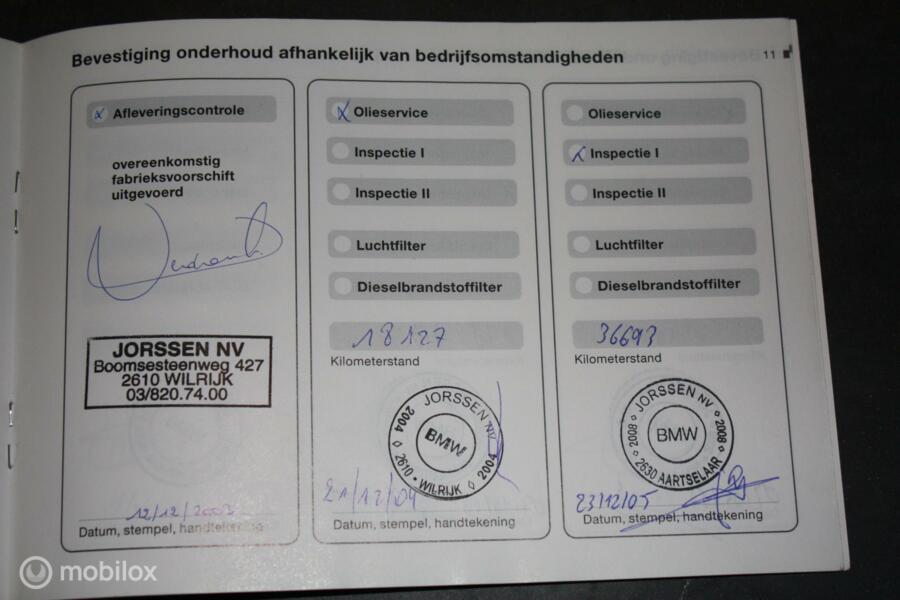 Bevestiging onderhoud afhankelijk van bedrijfsomstandigheden
11
x Afleveringscontrole
overeenkomstig
fabrieksvoorschrift
uitgevoerd
JORSSEN NV
Boomsesteenweg 427
2610 WILRIJK
03/820.74.00
12/12/2003
Datum, stempel, handtekening
x Olieservice
Inspectie I
Inspectie II
Luchtfilter
Dieselbrandstoffilter
18127
Kilometerstand
JORSSEN NV
2004 2004
BMW
2610 - WILRIJK
21/12/04
Datum, stempel, handtekening
Olieservice
x Inspectie I
Inspectie II
Luchtfilter
Dieselbrandstoffilter
36693
Kilometerstand
JORSSEN NV
2008 2008
BMW
2630 AARTSELAAR
23/12/05
Datum, stempel, handtekening
mobilox